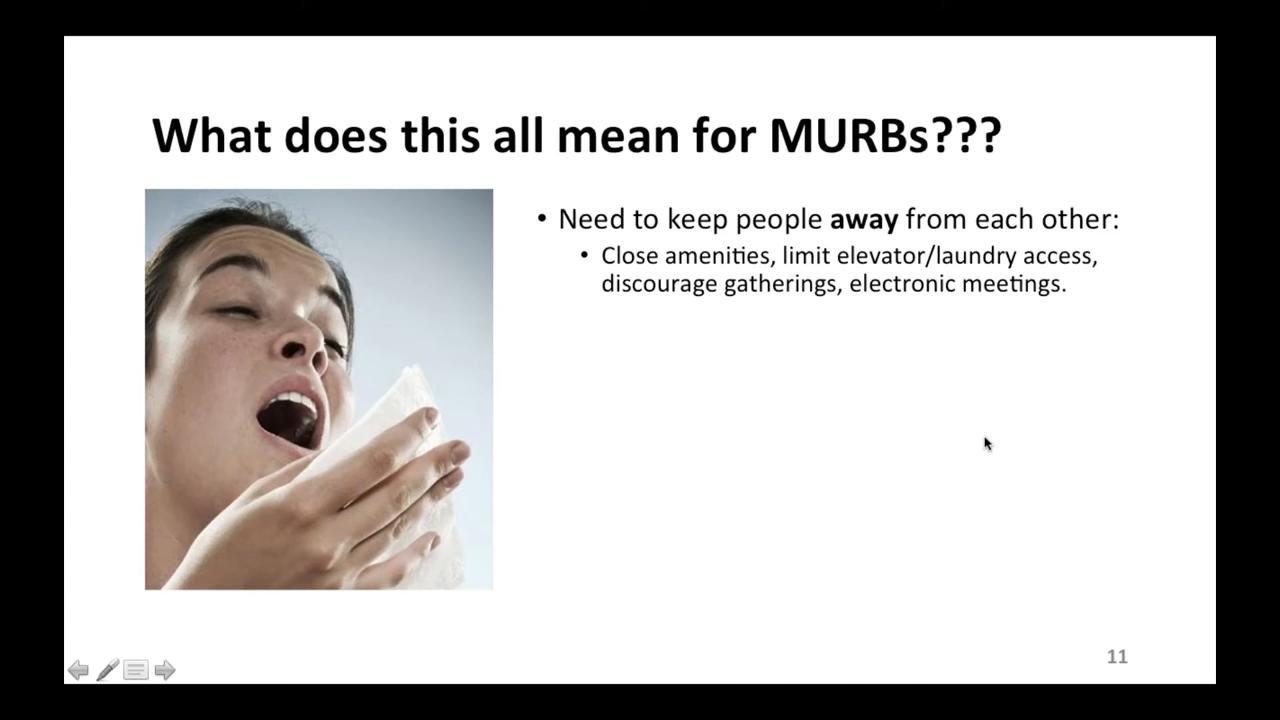 What does this all mean for MURBs???
• Need to keep people away from each other:
• Close amenities, limit elevator/laundry access,
discourage gatherings, electronic meetings.
11